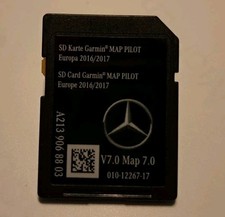 SD Karte Garmin® MAP PILOT
Europa 2016/2017
SD Card Garmin® MAP PILOT
Europe 2016/2017
A213 906 88 03
V7.0 Map 7.0
010-12267-17